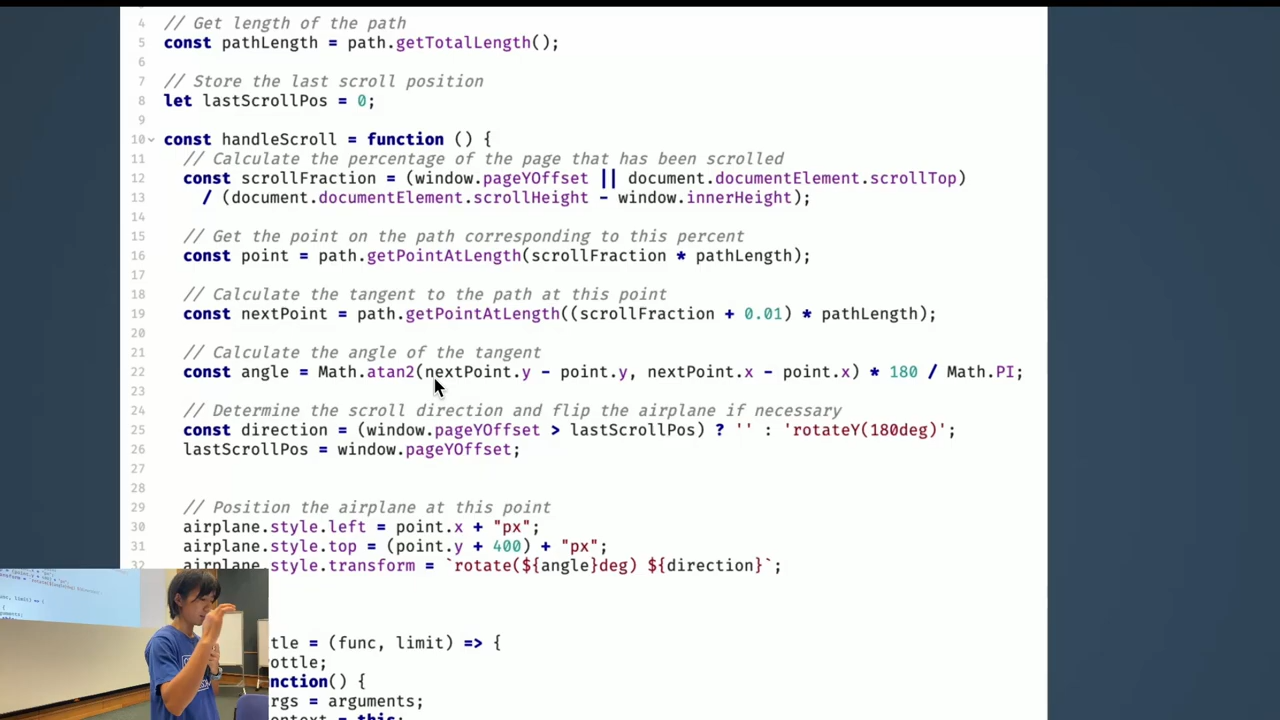 4 // Get length of the path
5 const pathLength = path.getTotalLength();
6
7 // Store the last scroll position
8 let lastScrollPos = 0;
9
10 const handleScroll = function () {
11 // Calculate the percentage of the page that has been scrolled
12 const scrollFraction = (window.pageYOffset || document.documentElement.scrollTop)
13 / (document.documentElement.scrollHeight - window.innerHeight);
14
15 // Get the point on the path corresponding to this percent
16 const point = path.getPointAtLength(scrollFraction * pathLength);
17
18 // Calculate the tangent to the path at this point
19 const nextPoint = path.getPointAtLength((scrollFraction + 0.01) * pathLength);
20
21 // Calculate the angle of the tangent
22 const angle = Math.atan2(nextPoint.y - point.y, nextPoint.x - point.x) * 180 / Math.PI;
23
24 // Determine the scroll direction and flip the airplane if necessary
25 const direction = (window.pageYOffset > lastScrollPos) ? '' : 'rotateY(180deg)';
26 lastScrollPos = window.pageYOffset;
27
28
29 // Position the airplane at this point
30 airplane.style.left = point.x + "px";
31 airplane.style.top = (point.y + 400) + "px";
32 airplane.style.transform = `rotate(${angle}deg) ${direction}`;
tle = (func, limit) => {
ottle;
nction() {
rgs = arguments;
ontext = this;